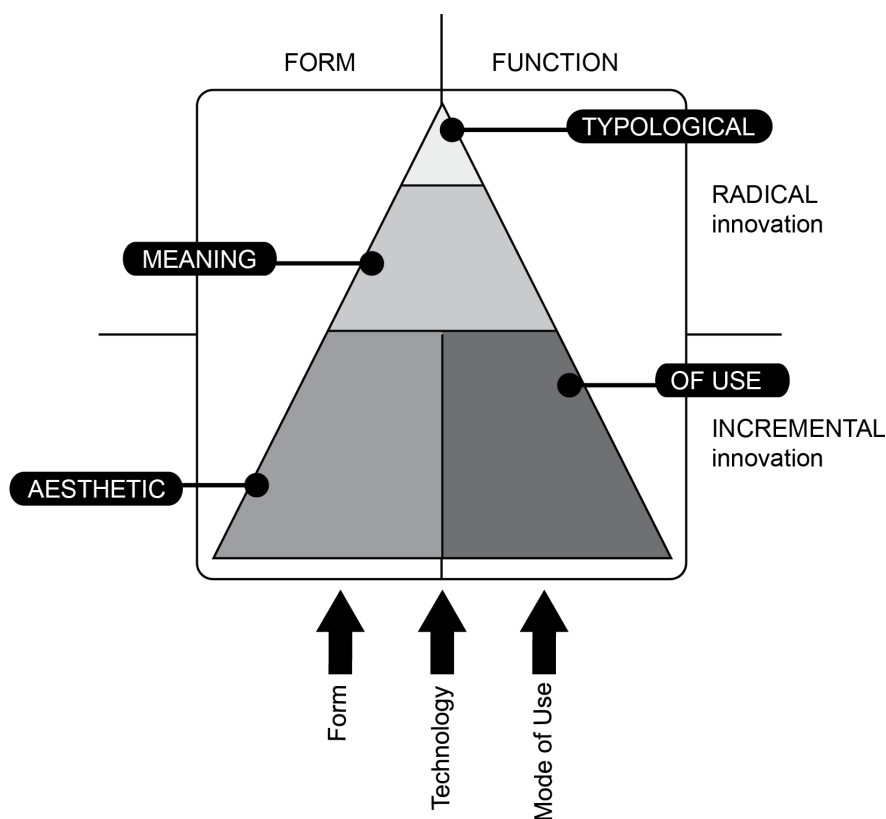 FORM
FUNCTION
TYPOLOGICAL
RADICAL
innovation
MEANING
OF USE
INCREMENTAL
innovation
AESTHETIC
Form
Technology
Mode of Use